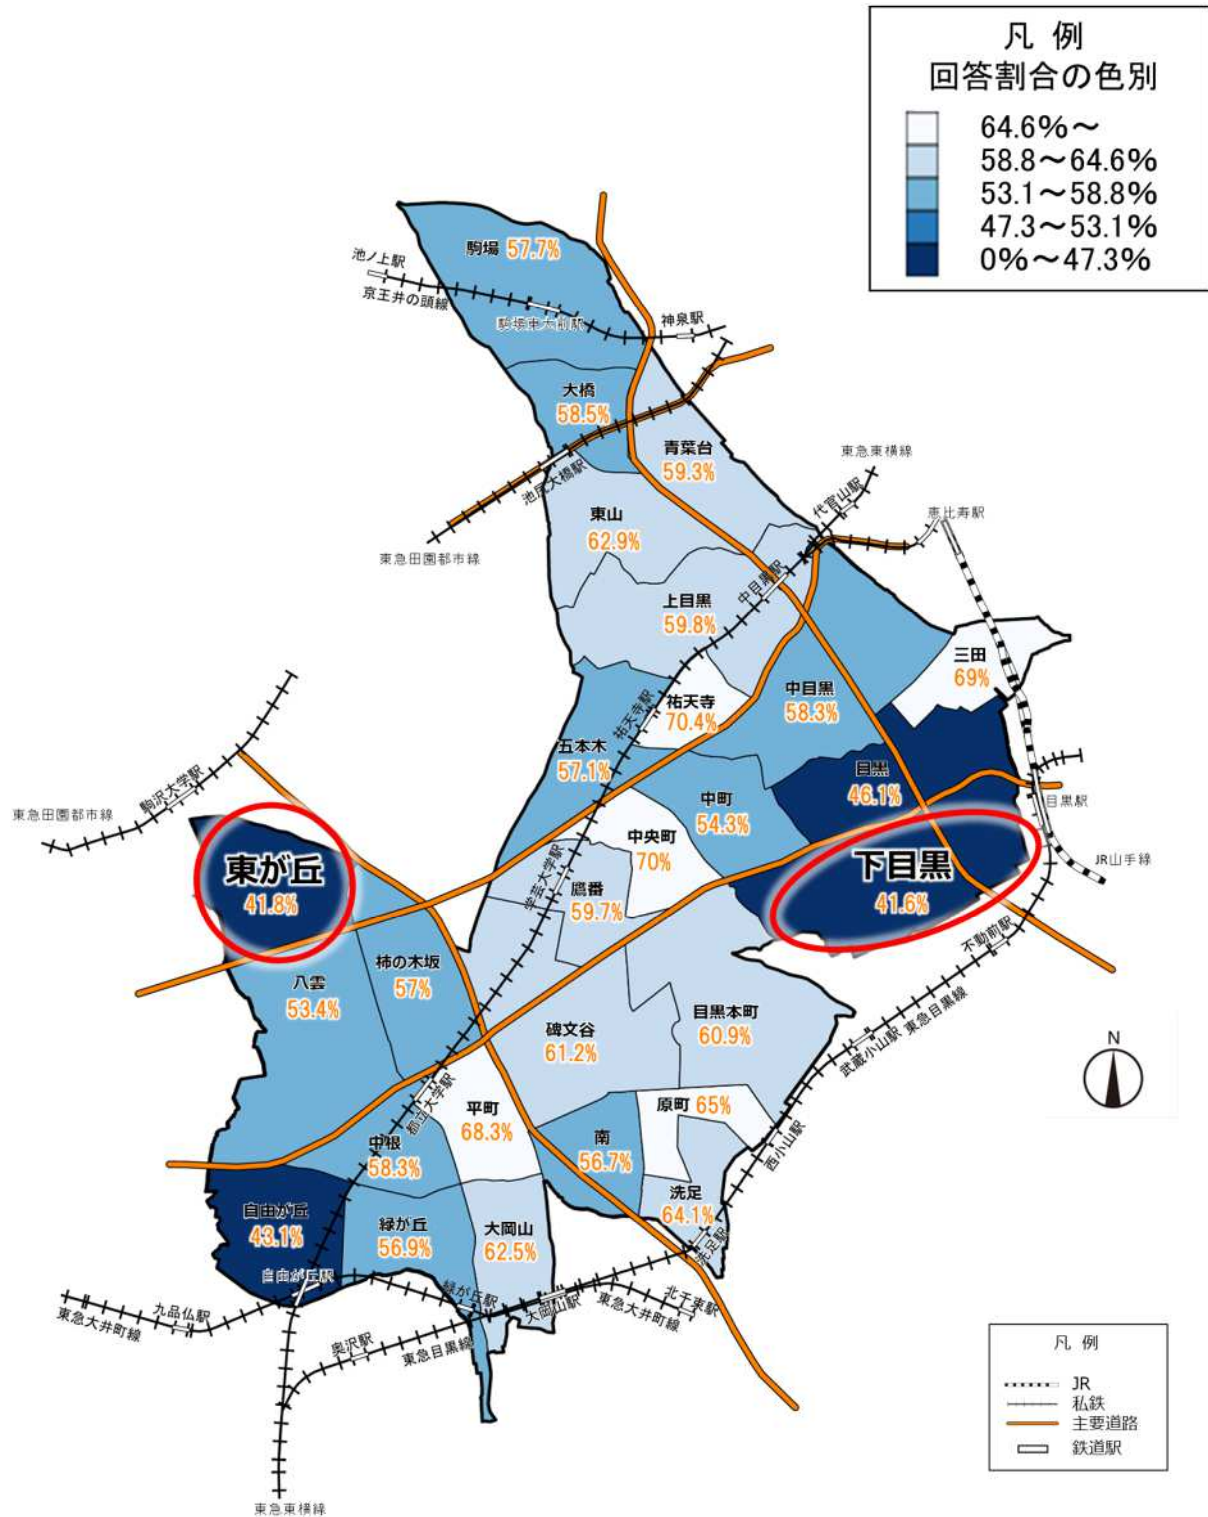 凡 例
回答割合の色別
64.6%～
58.8～64.6%
53.1～58.8%
47.3～53.1%
0%～47.3%
駒場 57.7%
池ノ上駅
京王井の頭線
駒場東大前駅
神泉駅
大橋
58.5%
青葉台
59.3%
池尻大橋駅
東急田園都市線
東急東横線
代官山駅
恵比寿駅
東山
62.9%
中目黒駅
上目黒
59.8%
三田
69%
祐天寺
70.4%
祐天寺駅
中目黒
58.3%
五本木
57.1%
目黒
46.1%
目黒駅
JR山手線
駒沢大学駅
東急田園都市線
中町
54.3%
中央町
70%
東が丘
41.8%
下目黒
41.6%
学芸大学駅
鷹番
59.7%
不動前駅
柿の木坂
57%
八雲
53.4%
目黒本町
60.9%
碑文谷
61.2%
東急目黒線
武蔵小山駅
N
都立大学駅
平町
68.3%
原町 65%
西小山駅
中根
58.3%
南
56.7%
洗足
64.1%
洗足駅
自由が丘
43.1%
緑が丘
56.9%
大岡山
62.5%
自由が丘駅
九品仏駅
東急大井町線
緑が丘駅
大岡山駅
東急大井町線
北千束駅
奥沢駅
東急目黒線
東急東横線
凡 例
JR
私鉄
主要道路
鉄道駅